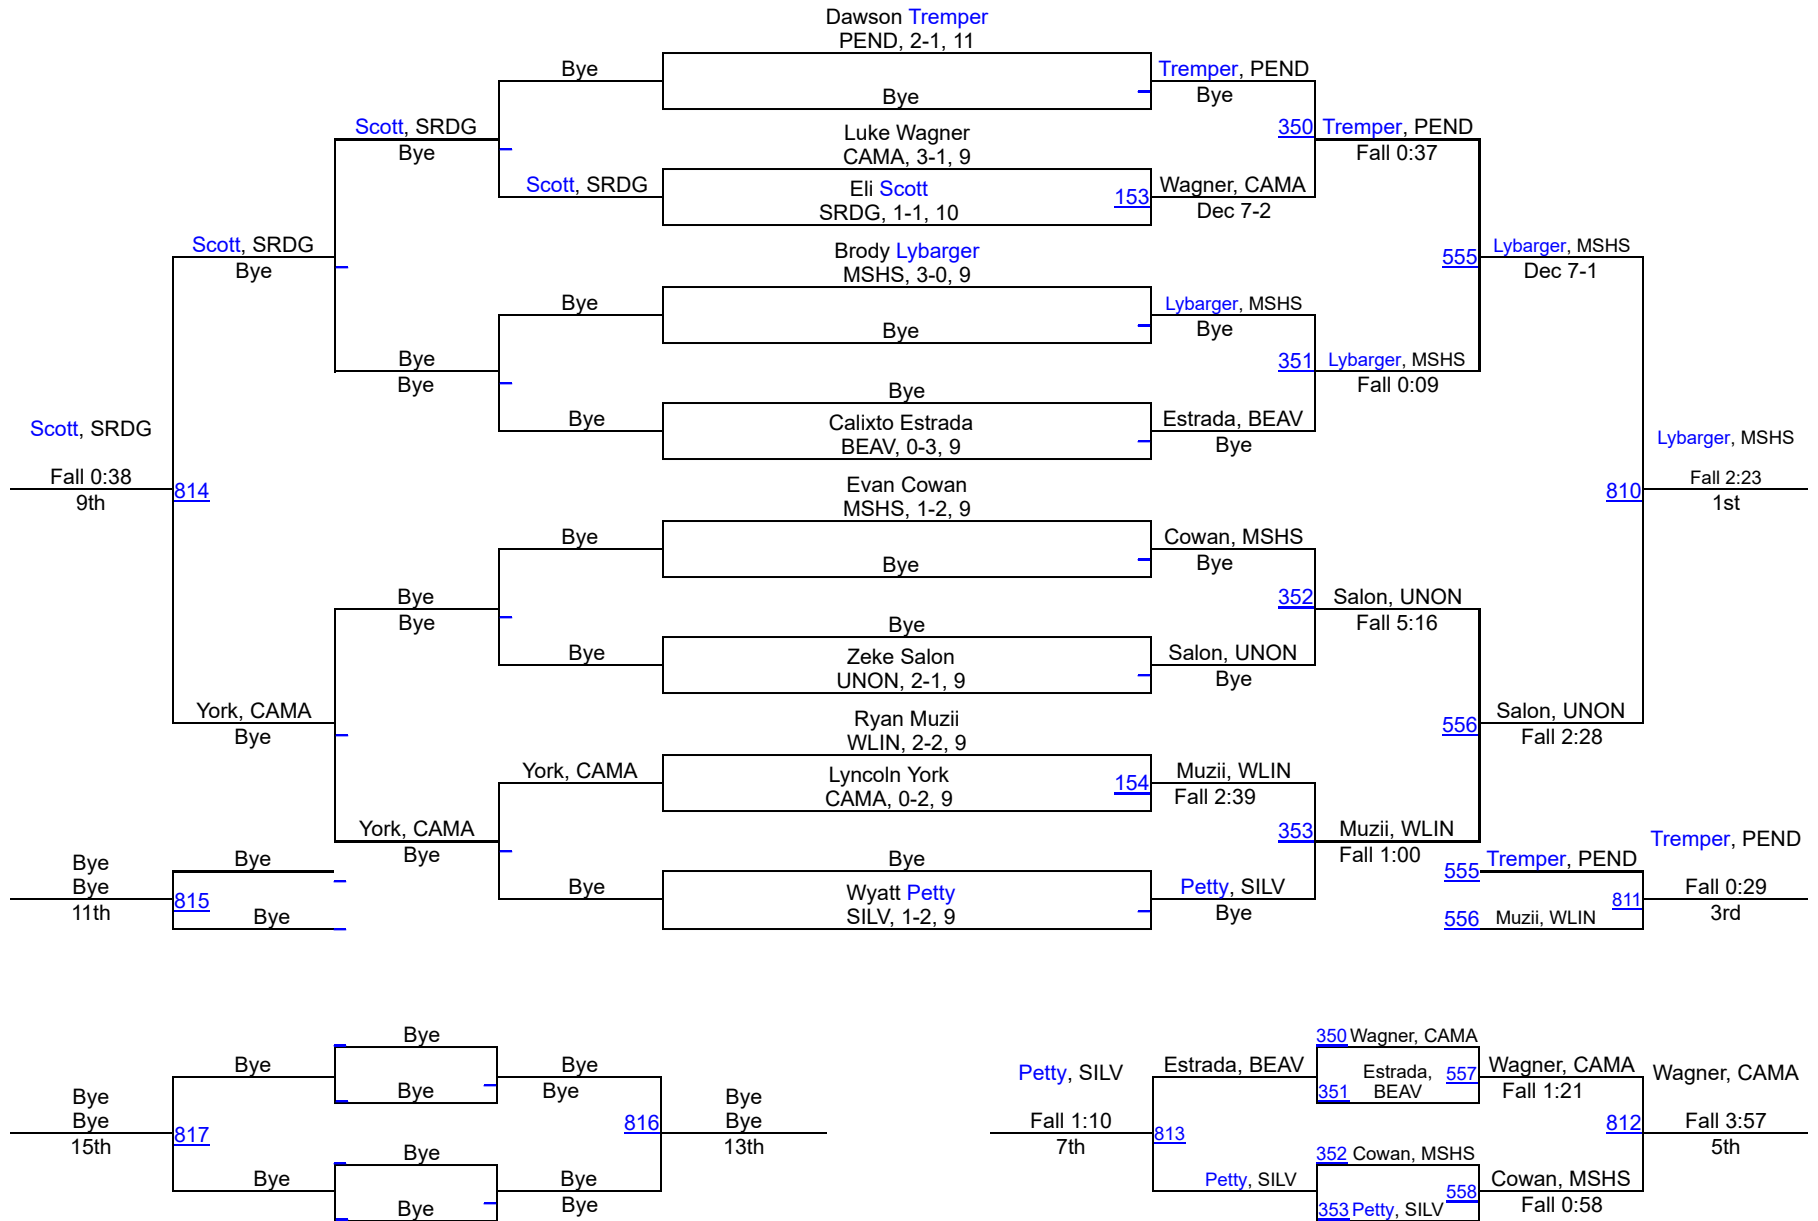 Dawson Tremper
PEND, 2-1, 11
Bye
Tremper, PEND
Bye
Bye
Scott, SRDG
Bye
Luke Wagner
CAMA, 3-1, 9
350
Tremper, PEND
Fall 0:37
Scott, SRDG
Eli Scott
SRDG, 1-1, 10
153
Wagner, CAMA
Dec 7-2
Scott, SRDG
Bye
Brody Lybarger
MSHS, 3-0, 9
555
Lybarger, MSHS
Dec 7-1
Bye
Bye
Lybarger, MSHS
Bye
Bye
Bye
351
Lybarger, MSHS
Fall 0:09
Bye
Bye
Calixto Estrada
BEAV, 0-3, 9
Estrada, BEAV
Bye
Scott, SRDG
Fall 0:38
9th
814
Lybarger, MSHS
Fall 2:23
1st
810
Evan Cowan
MSHS, 1-2, 9
Bye
Bye
Cowan, MSHS
Bye
Bye
Bye
352
Salon, UNON
Fall 5:16
Bye
Bye
Zeke Salon
UNON, 2-1, 9
Salon, UNON
Bye
York, CAMA
Bye
Ryan Muzii
WLIN, 2-2, 9
556
Salon, UNON
Fall 2:28
York, CAMA
Lyncoln York
CAMA, 0-2, 9
154
Muzii, WLIN
Fall 2:39
York, CAMA
Bye
353
Muzii, WLIN
Fall 1:00
Bye
Bye
Wyatt Petty
SILV, 1-2, 9
Petty, SILV
Bye
Bye
Bye
11th
815
Bye
Bye
555
Tremper, PEND
556
Muzii, WLIN
811
Tremper, PEND
Fall 0:29
3rd
Bye
Bye
Bye
Bye
Bye
Bye
Bye
15th
817
816
Bye
Bye
13th
Bye
Bye
Bye
Bye
Bye
Petty, SILV
Fall 1:10
7th
813
Estrada, BEAV
Petty, SILV
350
Wagner, CAMA
351
Estrada,
BEAV
557
Wagner, CAMA
Fall 1:21
352
Cowan, MSHS
353
Petty, SILV
558
Cowan, MSHS
Fall 0:58
812
Wagner, CAMA
Fall 3:57
5th